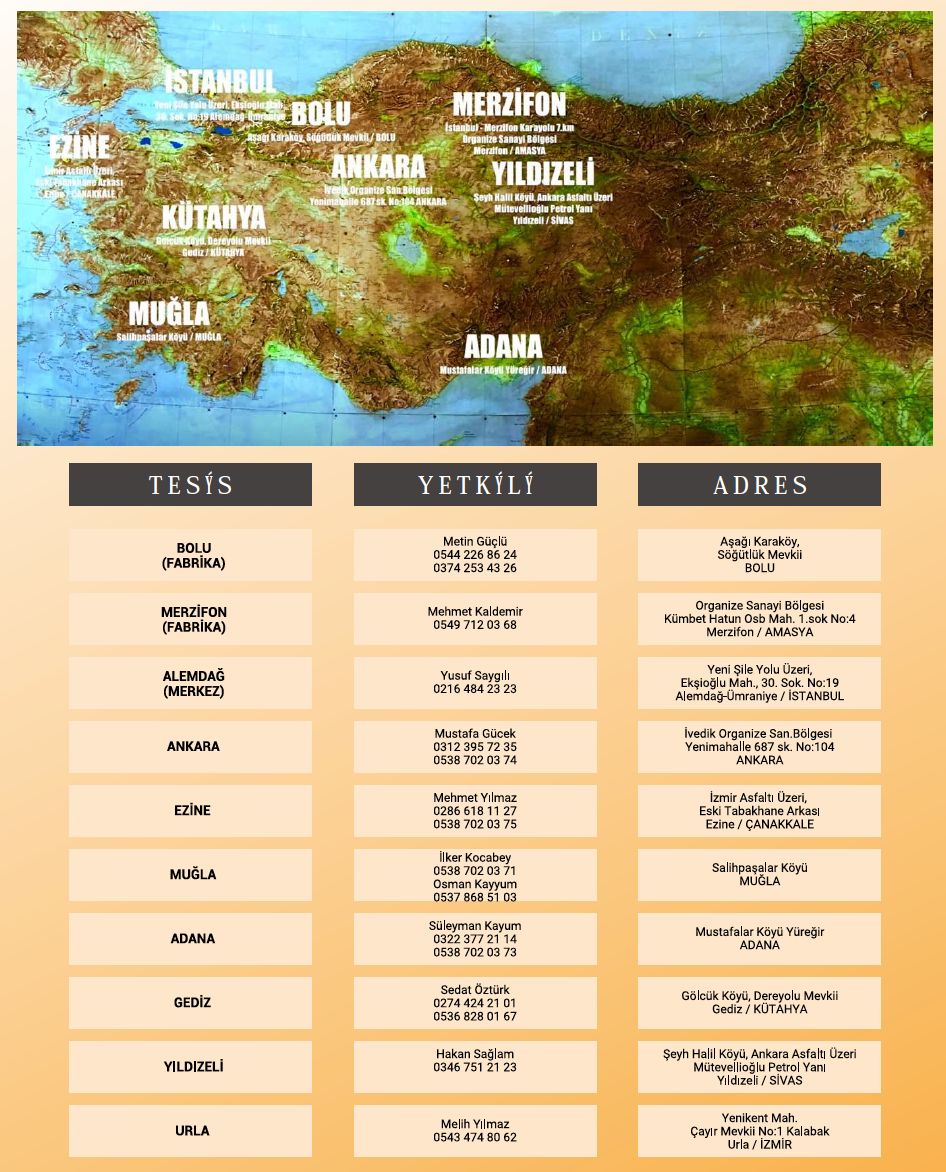 KARA DENİZ
İSTANBUL
Yeni Şile Yolu Üzeri, Ekşioğlu Mah.
30. Sok. No:19 Alemdağ-Ümraniye
BOLU
Aşağı Karaköy, Söğütlük Mevkii / BOLU
MERZİFON
İstanbul - Merzifon Karayolu 7.km
Organize Sanayi Bölgesi
Merzifon / AMASYA
EZİNE
İzmir Asfaltı Üzeri,
Eski Tabakhane Arkası
Ezine / ÇANAKKALE
ANKARA
İvedik Organize San.Bölgesi
Yenimahalle 687 sk. No:104 ANKARA
YILDIZELİ
Şeyh Halil Köyü, Ankara Asfaltı Üzeri
Mütevellioğlu Petrol Yanı
Yıldızeli / SİVAS
KÜTAHYA
Gölcük Köyü, Dereyolu Mevkii
Gediz / KÜTAHYA
MUĞLA
Salihpaşalar Köyü / MUĞLA
ADANA
Mustafalar Köyü Yüreğir / ADANA
TESİS YETKİLİ ADRES
BOLU
(FABRİKA)
Metin Güçlü
0544 226 86 24
0374 253 43 26
Aşağı Karaköy,
Söğütlük Mevkii
BOLU
MERZİFON
(FABRİKA)
Mehmet Kaldemir
0549 712 03 68
Organize Sanayi Bölgesi
Kümbet Hatun Osb Mah. 1.sok No:4
Merzifon / AMASYA
ALEMDAĞ
(MERKEZ)
Yusuf Saygılı
0216 484 23 23
Yeni Şile Yolu Üzeri,
Ekşioğlu Mah., 30. Sok. No:19
Alemdağ-Ümraniye / İSTANBUL
ANKARA
Mustafa Gücek
0312 395 72 35
0538 702 03 74
İvedik Organize San.Bölgesi
Yenimahalle 687 sk. No:104
ANKARA
EZİNE
Mehmet Yılmaz
0286 618 11 27
0538 702 03 75
İzmir Asfaltı Üzeri,
Eski Tabakhane Arkası
Ezine / ÇANAKKALE
MUĞLA
İlker Kocabey
0538 702 03 71
Osman Kayyum
0537 868 51 03
Salihpaşalar Köyü
MUĞLA
ADANA
Süleyman Kayum
0322 377 21 14
0538 702 03 73
Mustafalar Köyü Yüreğir
ADANA
GEDİZ
Sedat Öztürk
0274 424 21 01
0536 828 01 67
Gölcük Köyü, Dereyolu Mevkii
Gediz / KÜTAHYA
YILDIZELİ
Hakan Sağlam
0346 751 21 23
Şeyh Halil Köyü, Ankara Asfaltı Üzeri
Mütevellioğlu Petrol Yanı
Yıldızeli / SİVAS
URLA
Melih Yılmaz
0543 474 80 62
Yenikent Mah.
Çayır Mevkii No:1 Kalabak
Urla / İZMİR